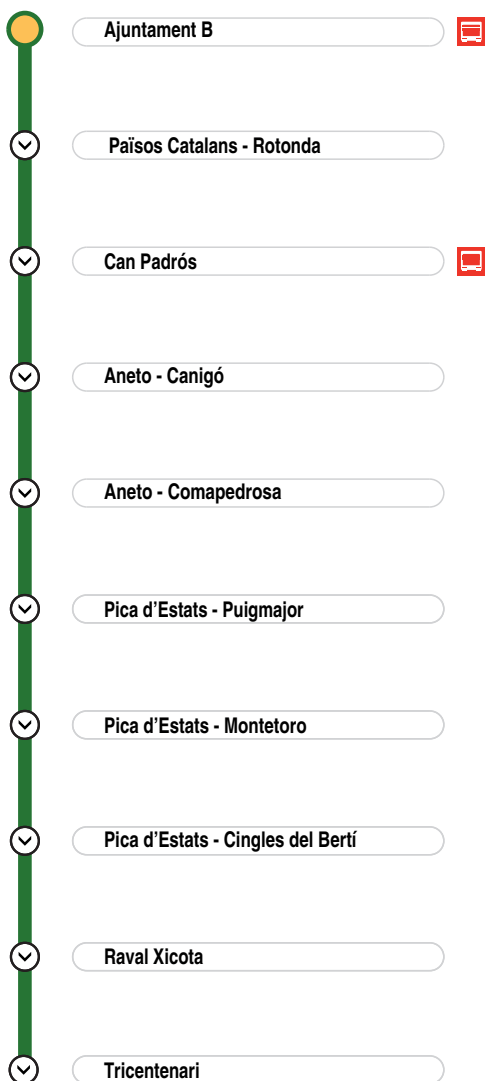 Ajuntament B
Països Catalans - Rotonda
Can Padrós
Aneto - Canigó
Aneto - Comapedrosa
Pica d’Estats - Puigmajor
Pica d’Estats - Montetoro
Pica d’Estats - Cingles del Bertí
Raval Xicota
Tricentenari